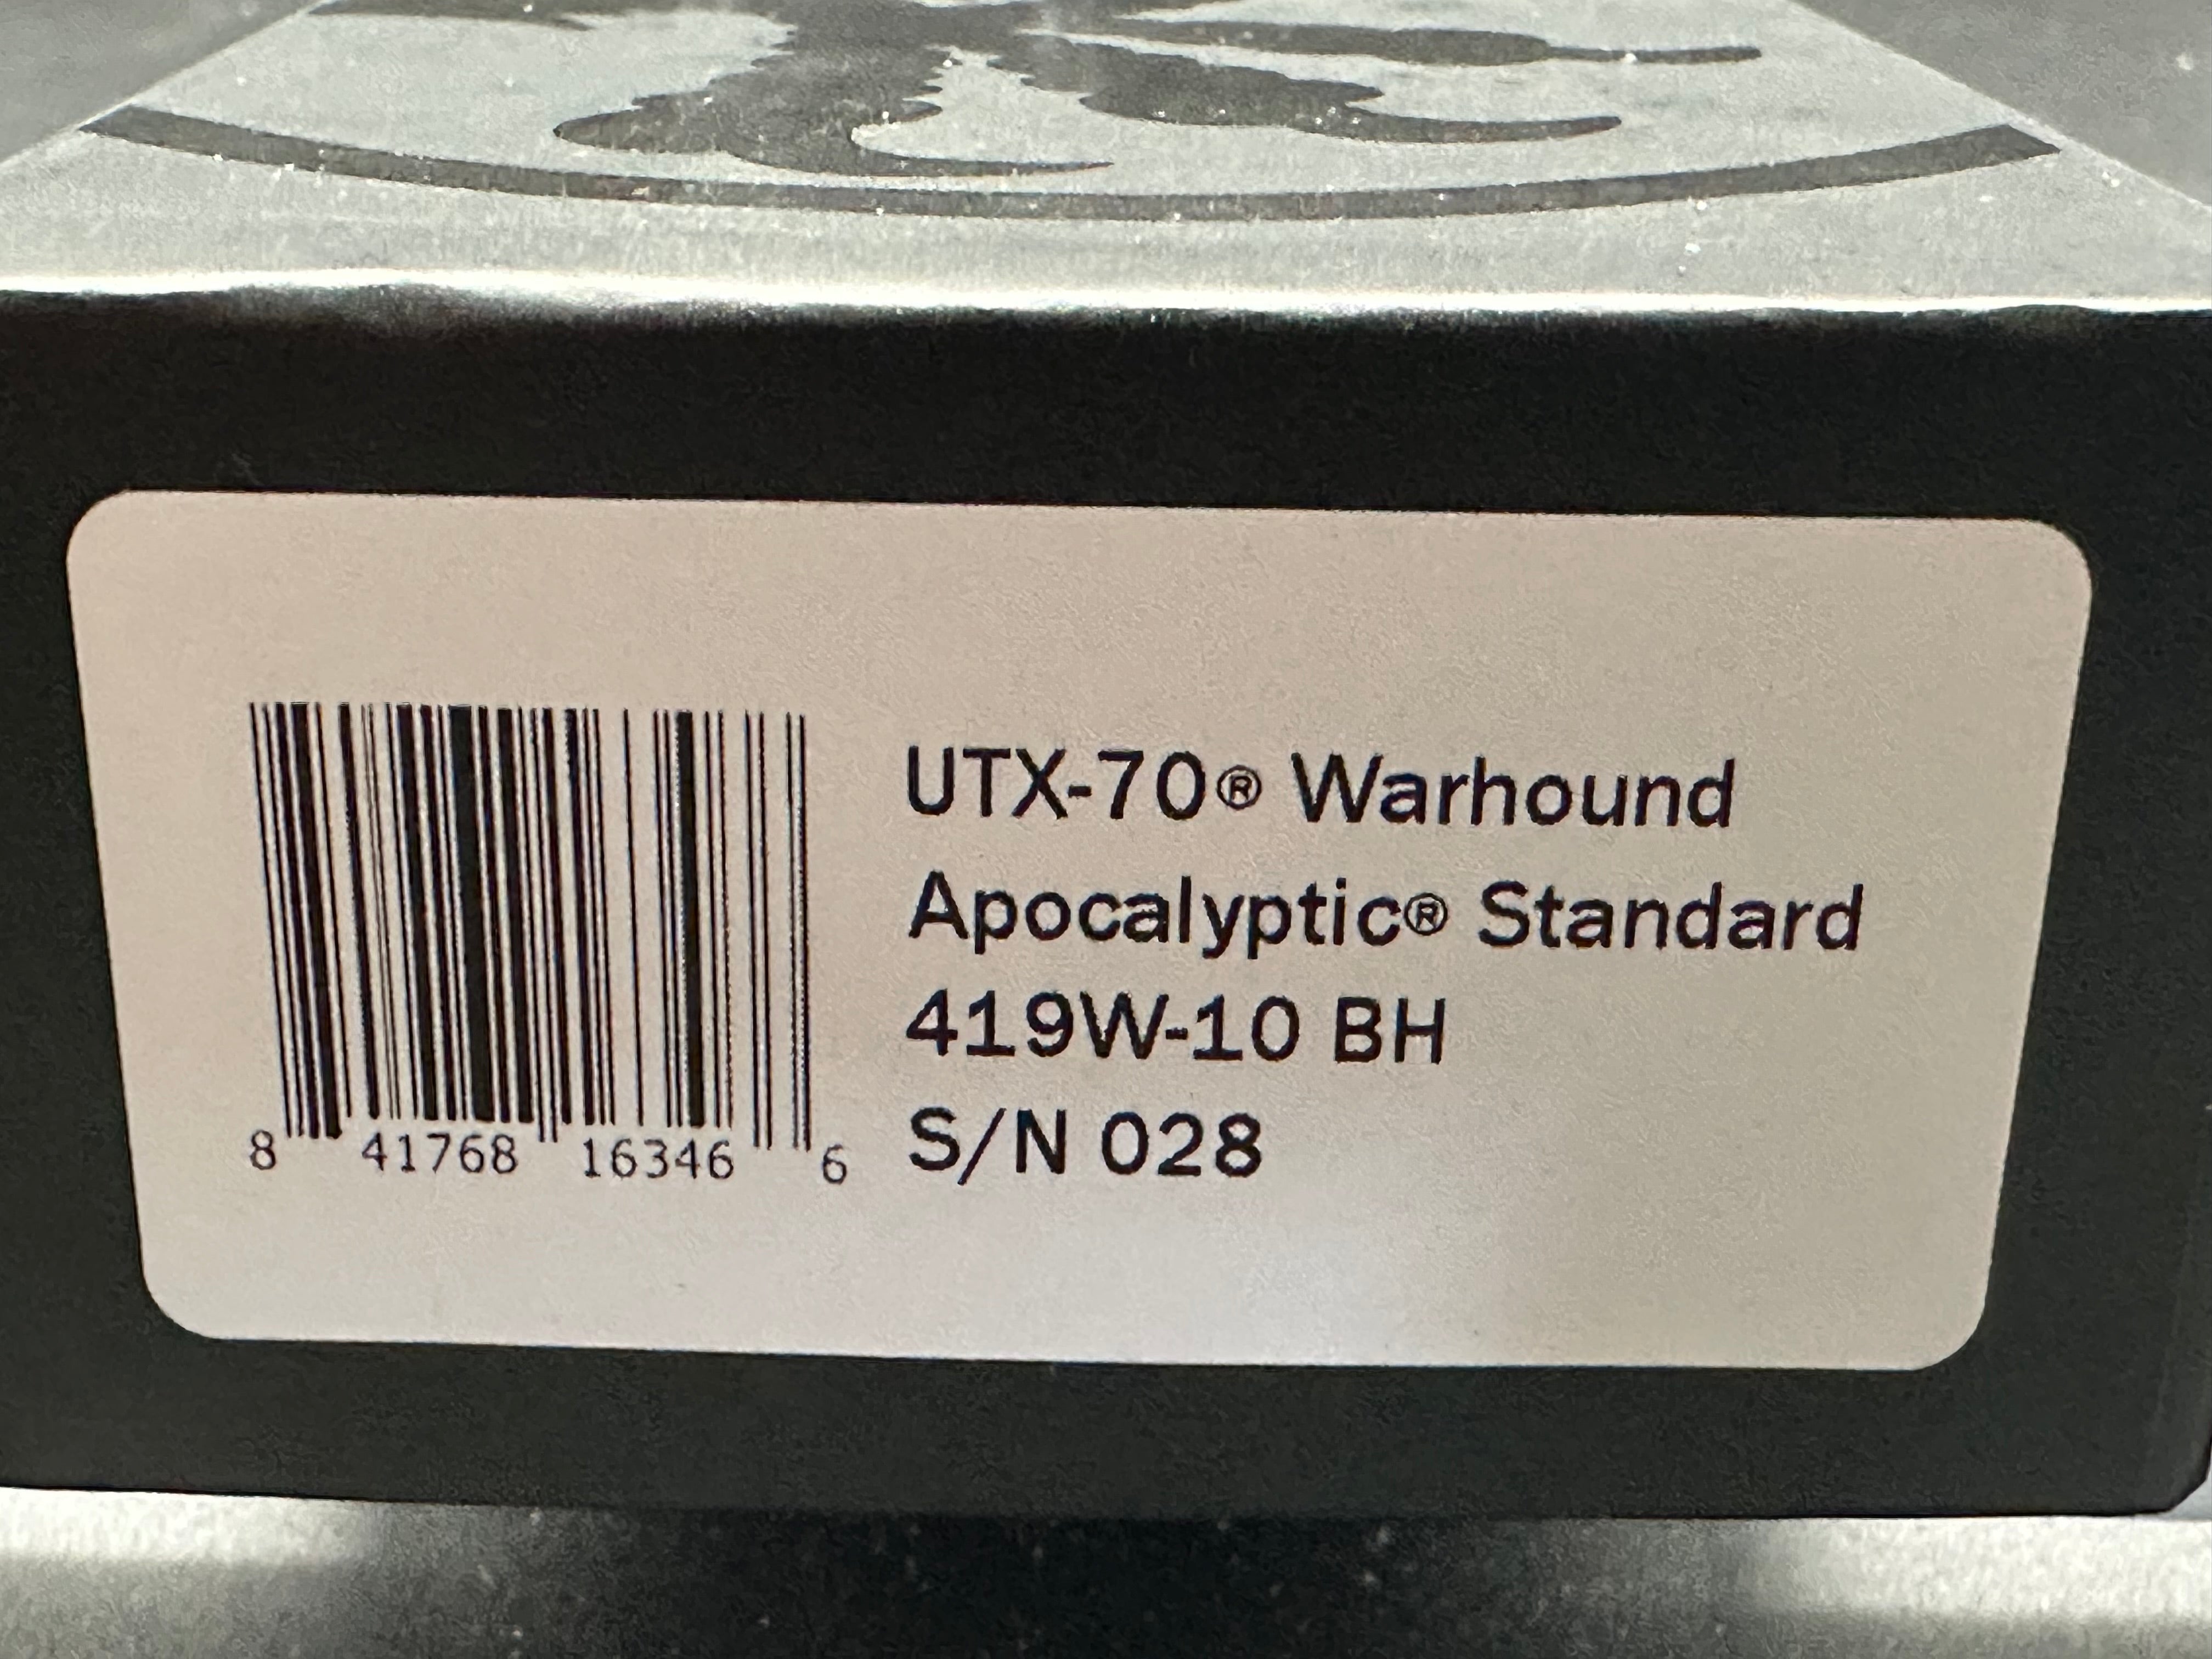 UTX-70® Warhound
Apocalyptic® Standard
419W-10 BH
S/N 028
8 41768 16346 6